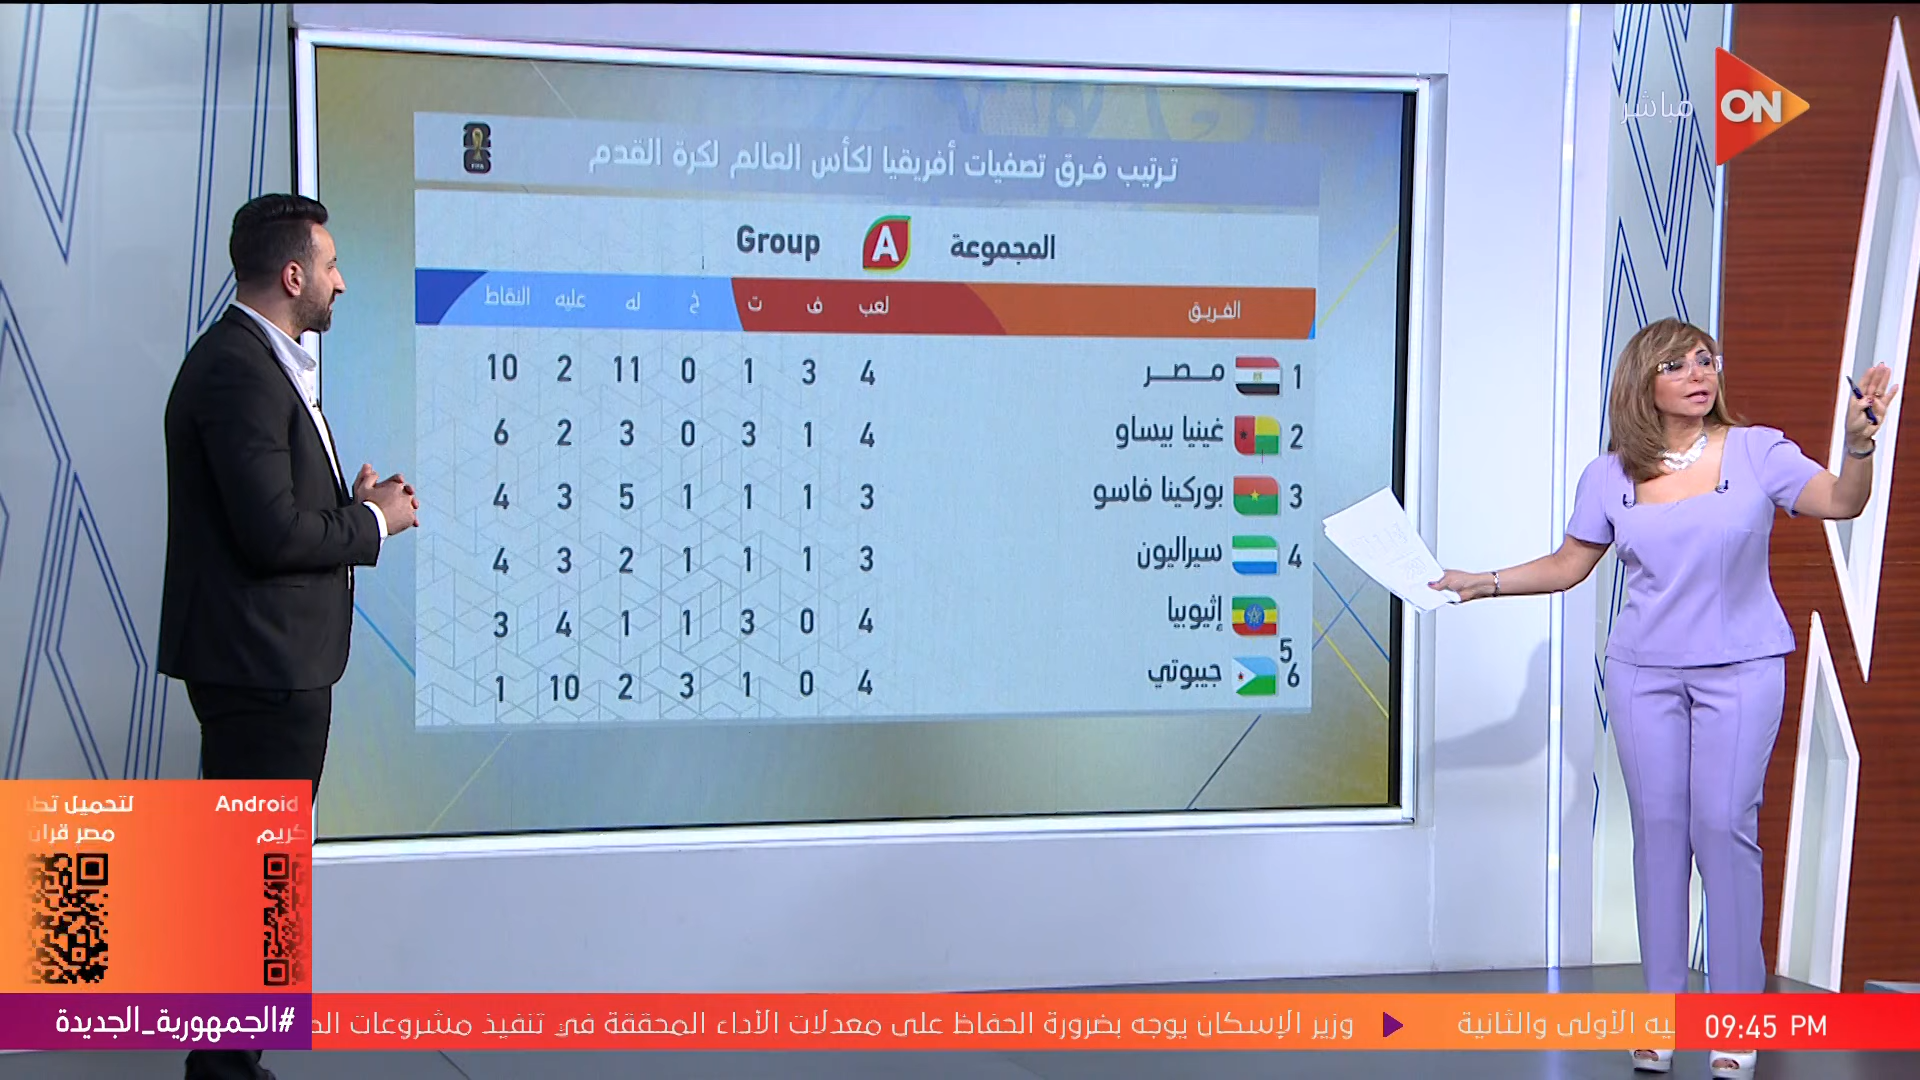 مباشر ON
ترتيب فرق تصفيات أفريقيا لكأس العالم لكرة القدم
FIFA
المجموعة A Group
الفريق لعب ف ت خ له عليه النقاط
1 مصر 4 3 1 0 11 2 10
2 غينيا بيساو 4 1 3 0 3 2 6
3 بوركينا فاسو 3 1 1 1 5 3 4
4 سيراليون 3 1 1 1 2 3 4
5 إثيوبيا 4 0 3 1 1 4 3
6 جيبوتي 4 0 1 3 2 10 1
Android
كريم
لتحميل
مصر قرآن
#الجمهورية_الجديدة
وزير الإسكان يوجه بضرورة الحفاظ على معدلات الأداء المحققة في تنفيذ مشروعات
الأولى والثانية
09:45 PM